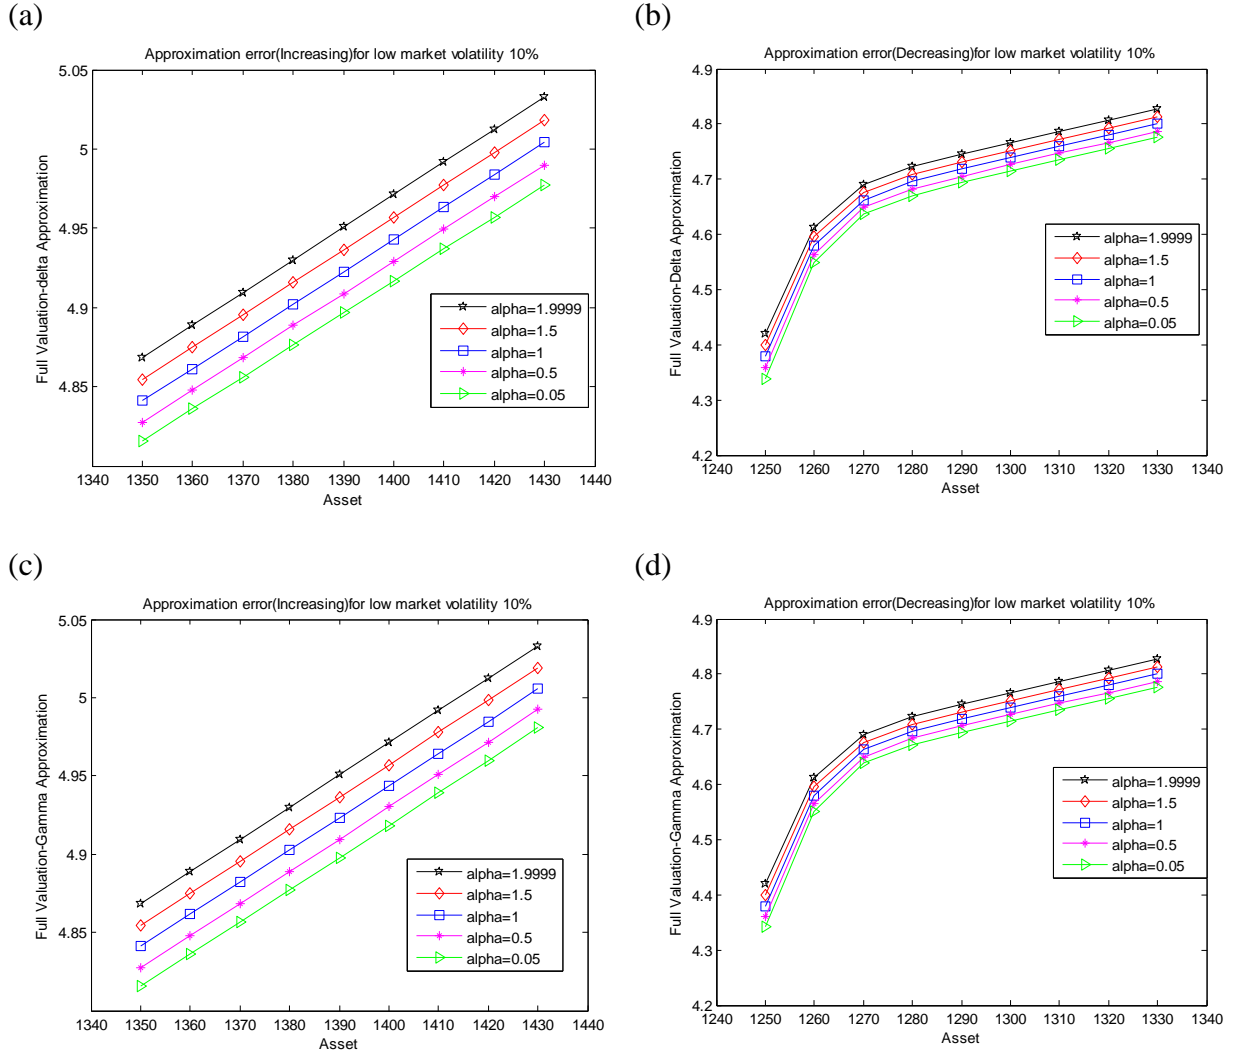 (a)
Approximation error(Increasing)for low market volatility 10%
5.05
5
4.95
4.9
4.85
Full Valuation-delta Approximation
alpha=1.9999
alpha=1.5
alpha=1
alpha=0.5
alpha=0.05
1340 1350 1360 1370 1380 1390 1400 1410 1420 1430 1440
Asset
(b)
Approximation error(Decreasing)for low market volatility 10%
4.9
4.8
4.7
4.6
4.5
4.4
4.3
4.2
Full Valuation-Delta Approximation
alpha=1.9999
alpha=1.5
alpha=1
alpha=0.5
alpha=0.05
1240 1250 1260 1270 1280 1290 1300 1310 1320 1330 1340
Asset
(c)
Approximation error(Increasing)for low market volatility 10%
5.05
5
4.95
4.9
4.85
Full Valuation-Gamma Approximation
alpha=1.9999
alpha=1.5
alpha=1
alpha=0.5
alpha=0.05
1340 1350 1360 1370 1380 1390 1400 1410 1420 1430 1440
Asset
(d)
Approximation error(Decreasing)for low market volatility 10%
4.9
4.8
4.7
4.6
4.5
4.4
4.3
4.2
Full Valuation-Gamma Approximation
alpha=1.9999
alpha=1.5
alpha=1
alpha=0.5
alpha=0.05
1240 1250 1260 1270 1280 1290 1300 1310 1320 1330 1340
Asset